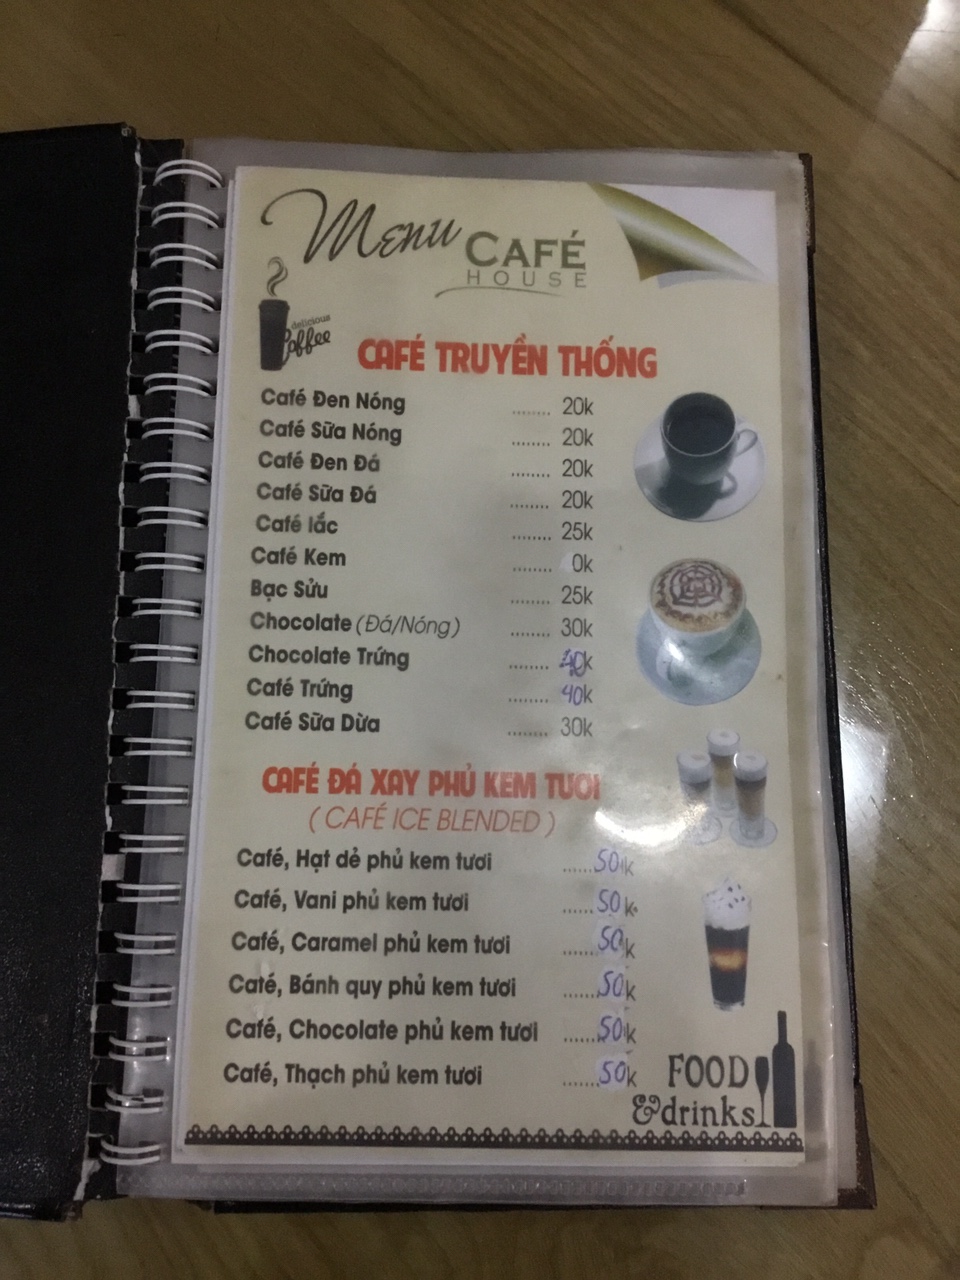 Menu CAFÉ
HOUSE
delicious
Coffee
CAFÉ TRUYỀN THỐNG
Café Đen Nóng ........ 20k
Café Sữa Nóng ........ 20k
Café Đen Đá ........ 20k
Café Sữa Đá ........ 20k
Café lắc ........ 25k
Café Kem ........ 0k
Bạc Sửu ........ 25k
Chocolate (Đá/Nóng) ........ 30k
Chocolate Trứng ........ 40k
Café Trứng ........ 40k
Café Sữa Dừa ........ 30k
CAFÉ ĐÁ XAY PHỦ KEM TƯƠI
( CAFÉ ICE BLENDED )
Café, Hạt dẻ phủ kem tươi ......50k
Café, Vani phủ kem tươi ......50k
Café, Caramel phủ kem tươi ......50k
Café, Bánh quy phủ kem tươi ......50k
Café, Chocolate phủ kem tươi ......50k
Café, Thạch phủ kem tươi ......50k
FOOD
&drinks